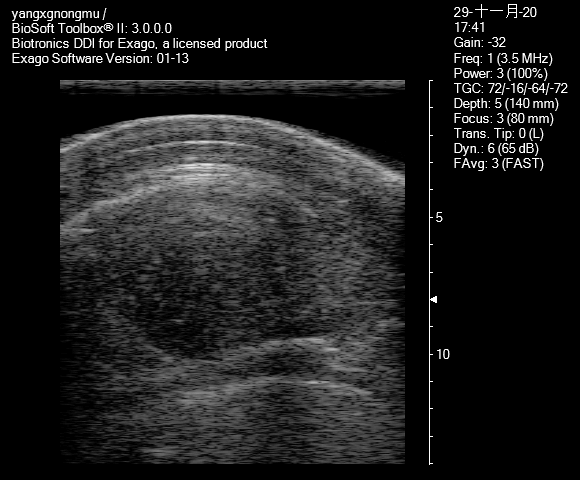 yangxgnongmu /
BioSoft Toolbox® II: 3.0.0.0
Biotronics DDI for Exago, a licensed product
Exago Software Version: 01-13
29-十一月-20
17:41
Gain: -32
Freq: 1 (3.5 MHz)
Power: 3 (100%)
TGC: 72/-16/-64/-72
Depth: 5 (140 mm)
Focus: 3 (80 mm)
Trans. Tip: 0 (L)
Dyn.: 6 (65 dB)
FAvg: 3 (FAST)
5
10